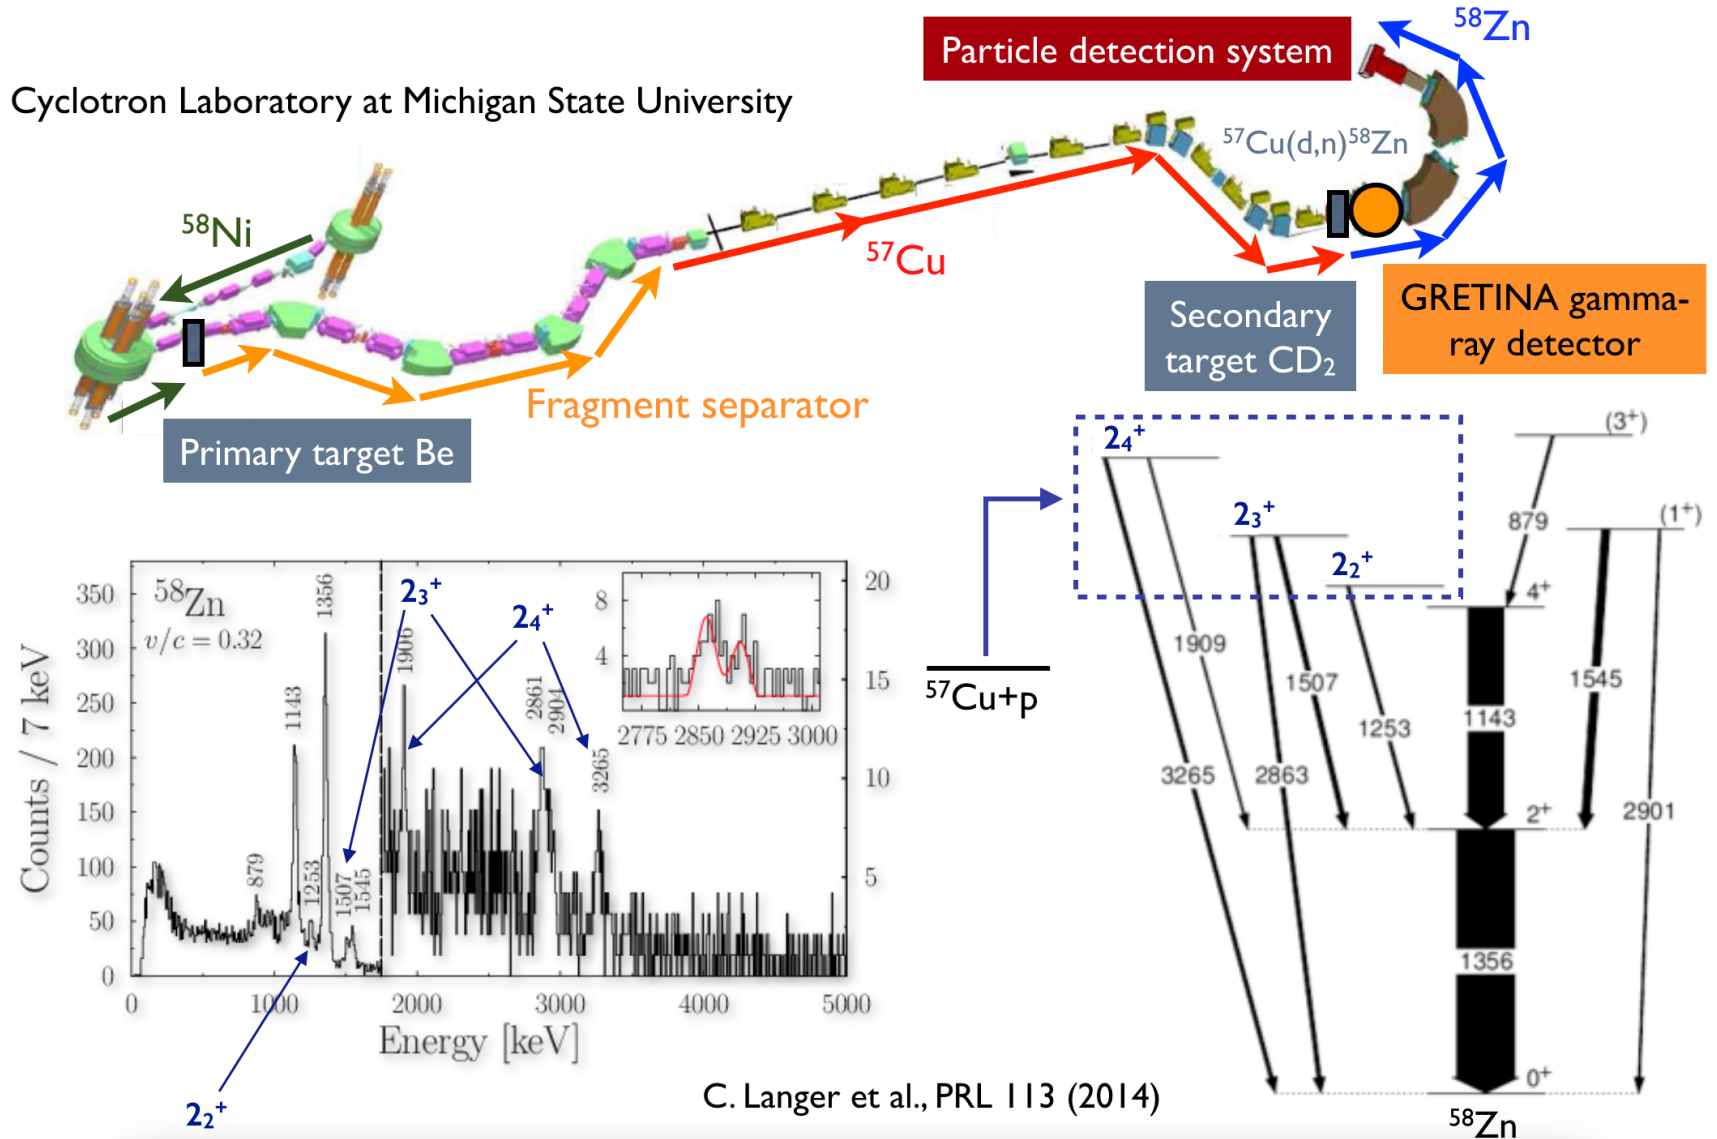 Cyclotron Laboratory at Michigan State University
Particle detection system
⁵⁸Zn
⁵⁷Cu(d,n)⁵⁸Zn
⁵⁸Ni
⁵⁷Cu
Secondary
target CD₂
GRETINA gamma-
ray detector
Fragment separator
Primary target Be
⁵⁸Zn
v/c = 0.32
Counts / 7 keV
350
300
250
200
150
100
50
0
879
1143
1253
1356
1507
1545
1906
2861
2904
3265
2₃⁺
2₄⁺
2₂⁺
8
4
2775 2850 2925 3000
20
15
10
5
0 1000 2000 3000 4000 5000
Energy [keV]
⁵⁷Cu+p
2₄⁺
2₃⁺
2₂⁺
(3⁺)
(1⁺)
879
4⁺
1909
1507
1253
1143
1545
3265
2863
2901
2⁺
1356
0⁺
⁵⁸Zn
C. Langer et al., PRL 113 (2014)